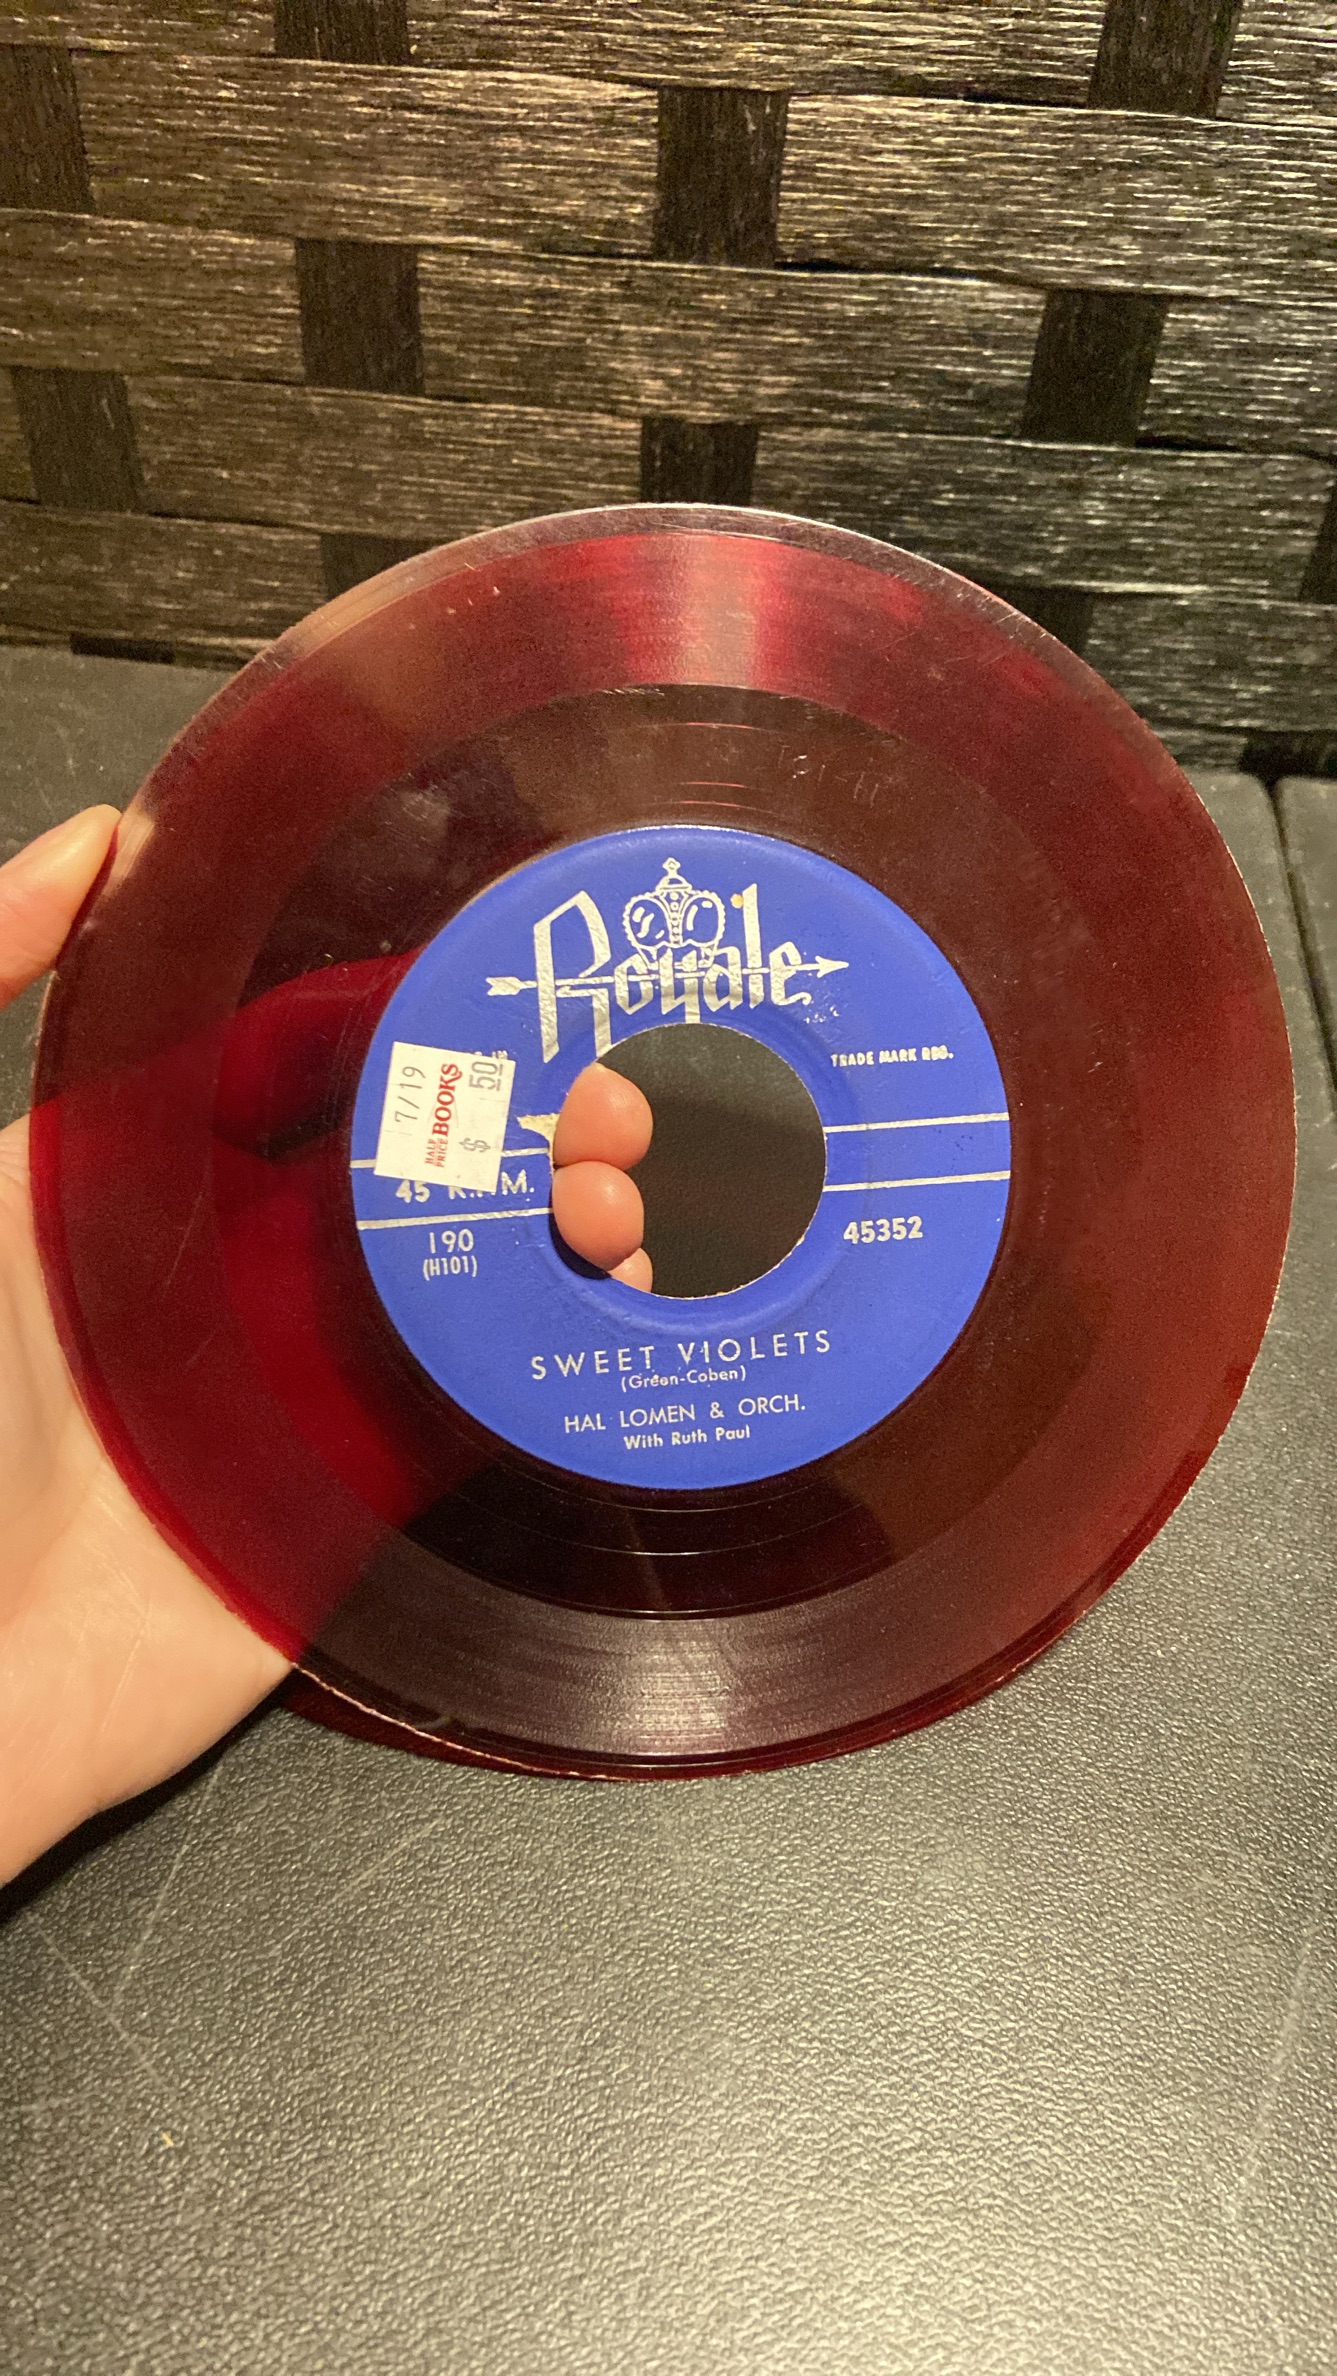 Royale
TRADE MARK REG.
7/19
HALF
PRICE
BOOKS
$ 50
45 R.P.M.
190
(H101)
45352
SWEET VIOLETS
(Green-Coben)
HAL LOMEN & ORCH.
With Ruth Paul